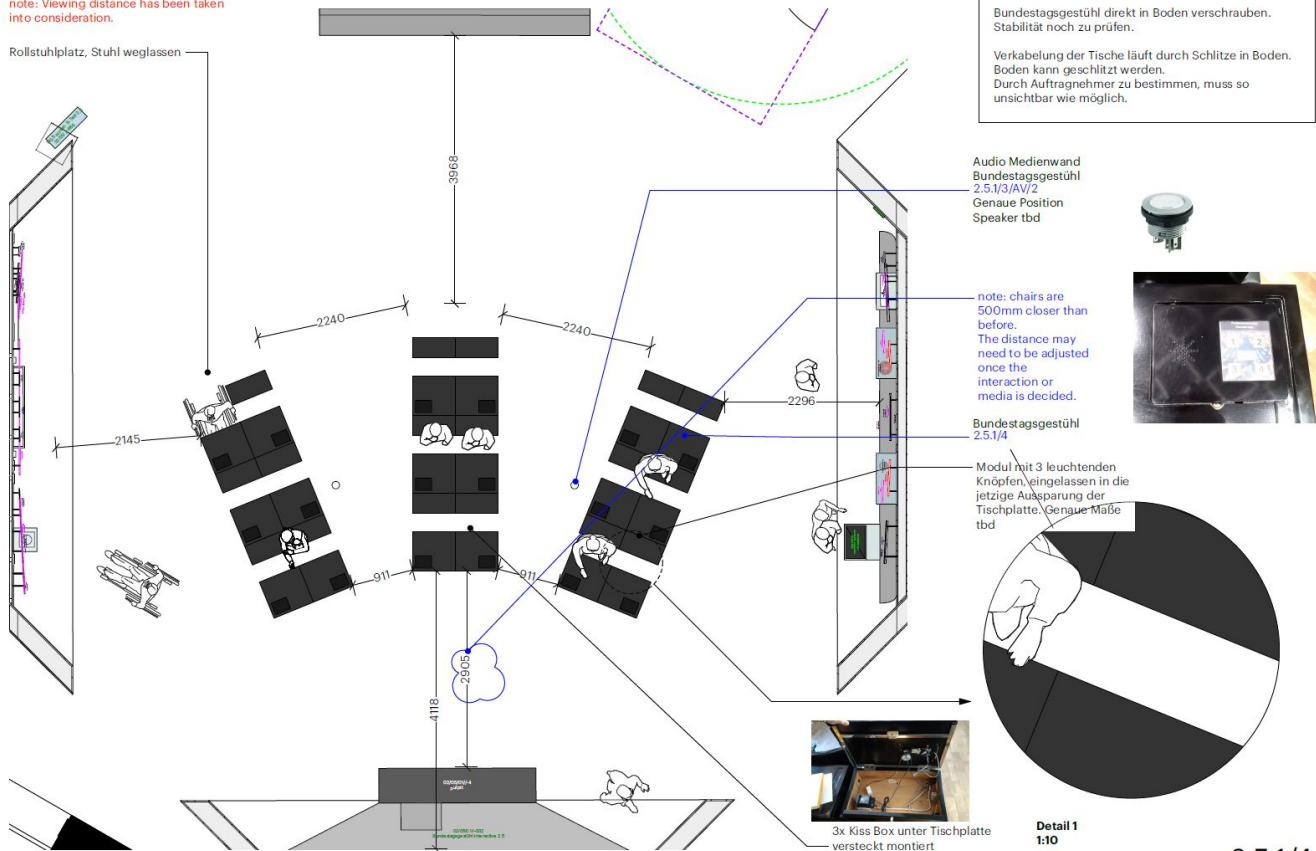 note: Viewing distance has been taken
into consideration.
Rollstuhlplatz, Stuhl weglassen
Bundestagsgestühl direkt in Boden verschrauben.
Stabilität noch zu prüfen.
Verkabelung der Tische läuft durch Schlitze in Boden.
Boden kann geschlitzt werden.
Durch Auftragnehmer zu bestimmen, muss so
unsichtbar wie möglich.
3968
Audio Medienwand
Bundestagsgestühl
2.5.1/3/AV/2
Genaue Position
Speaker tbd
note: chairs are
500mm closer than
before.
The distance may
need to be adjusted
once the
interaction or
media is decided.
2240
2240
2296
2145
Bundestagsgestühl
2.5.1/4
Modul mit 3 leuchtenden
Knöpfen, eingelassen in die
jetzige Aussparung der
Tischplatte. Genaue Maße
tbd
1 2
3 4
911
911
2905
4118
3x Kiss Box unter Tischplatte
versteckt montiert
Detail 1
1:10